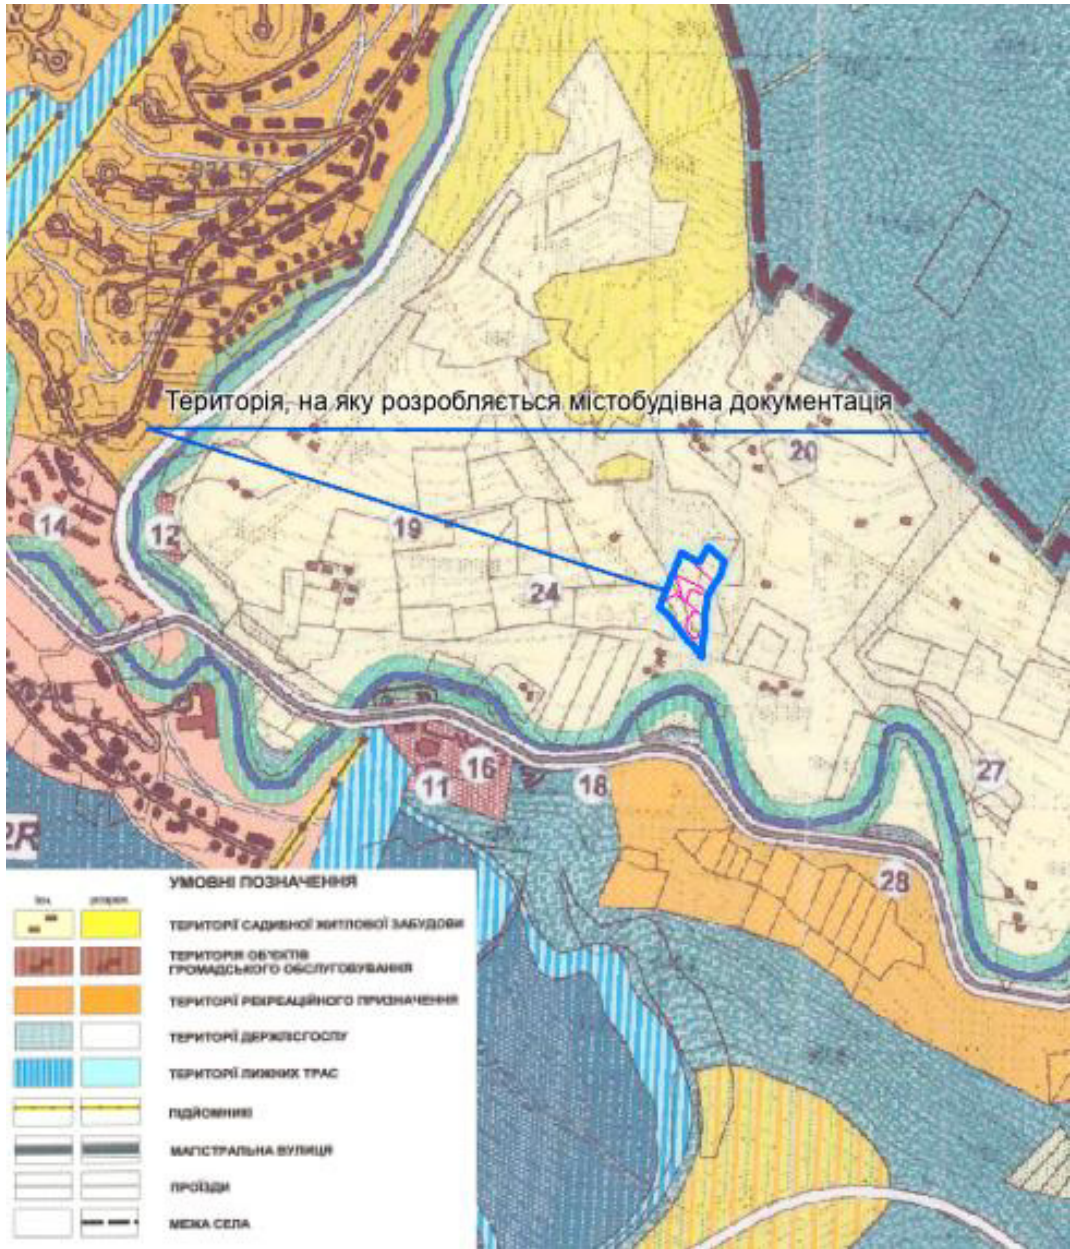 Територія, на яку розробляється містобудівна документація
20
19
14
12
24
27
16
11
18
28
2R
УМОВНІ ПОЗНАЧЕННЯ
ТЕРИТОРІЇ САДИБНОЇ ЖИТЛОВОЇ ЗАБУДОВИ
ТЕРИТОРІЯ ОБ'ЄКТІВ
ГРОМАДСЬКОГО ОБСЛУГОВУВАННЯ
ТЕРИТОРІЇ РЕКРЕАЦІЙНОГО ПРИЗНАЧЕННЯ
ТЕРИТОРІЇ ДЕРЖЛІСГОСПУ
ТЕРИТОРІЇ ЛИЖНИХ ТРАС
ПІДЙОМНИКІ
МАГІСТРАЛЬНА ВУЛИЦЯ
ПРОЇЗДИ
МЕЖА СЕЛА